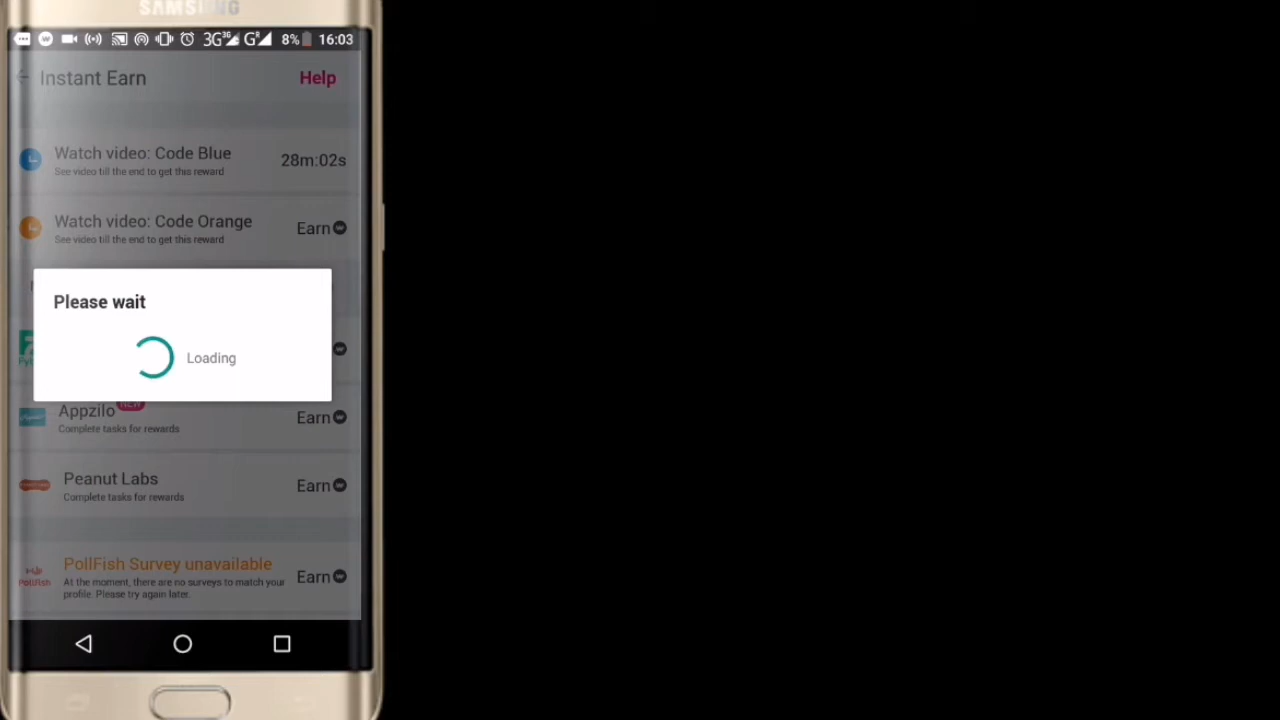 SAMSUNG
3G 3G G R 8% 16:03
Instant Earn Help
Watch video: Code Blue 28m:02s
See video till the end to get this reward
Watch video: Code Orange Earn
See video till the end to get this reward
Please wait
Loading
Appzilo NEW Earn
Complete tasks for rewards
Peanut Labs Earn
Complete tasks for rewards
PollFish Survey unavailable Earn
PollFish
At the moment, there are no surveys to match your
profile. Please try again later.